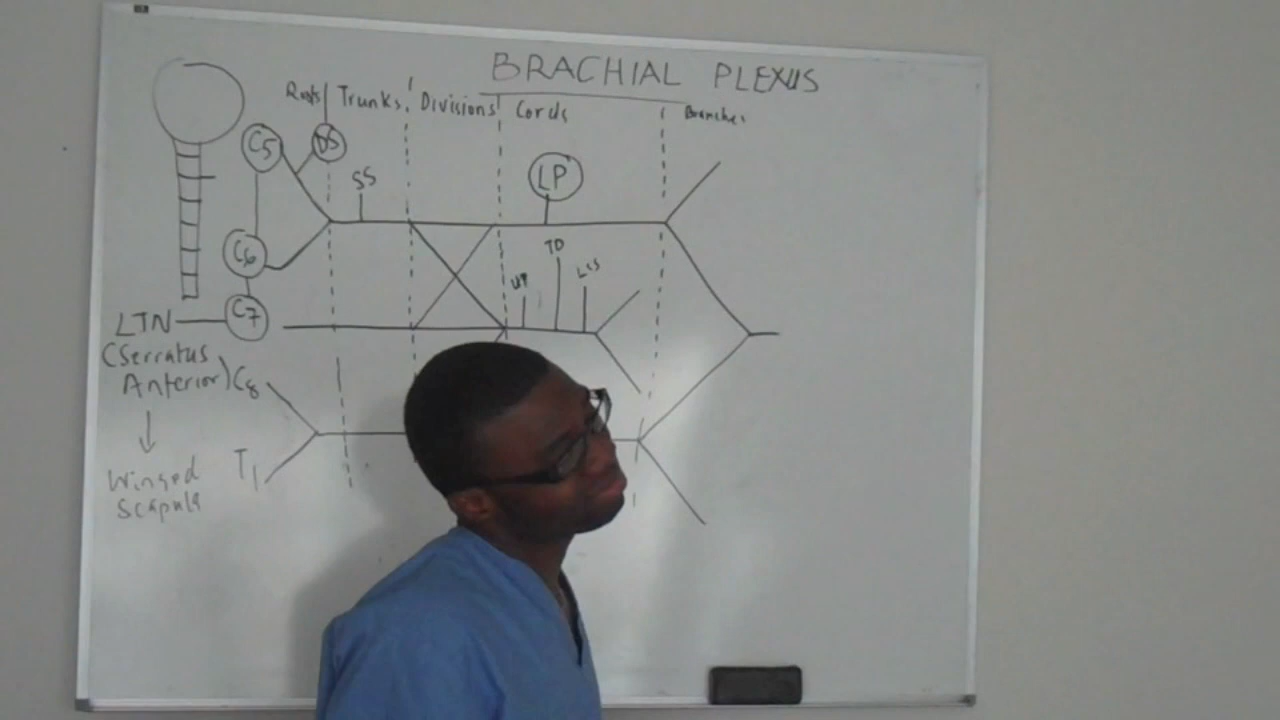 BRACHIAL PLEXUS
Roots Trunks Divisions Cords Branches
C5 DS
SS
LP
C6
TD
UP LCS
LTN C7
(Serratus
Anterior) C8
T1
Winged
Scapula